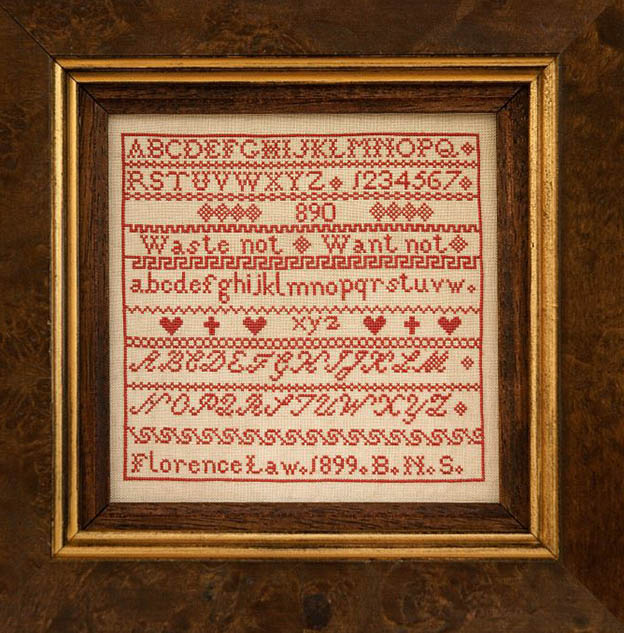 ABCDEFGHIJKLMNOPQ
RSTUVWXYZ 1234567
890
Waste not Want not
abcdefghijklmnopqrstuvw.
xyz
ABCDEFGHIJKLM
NOPQRSTUVWXYZ
Florence Law. 1899. B. N. S.